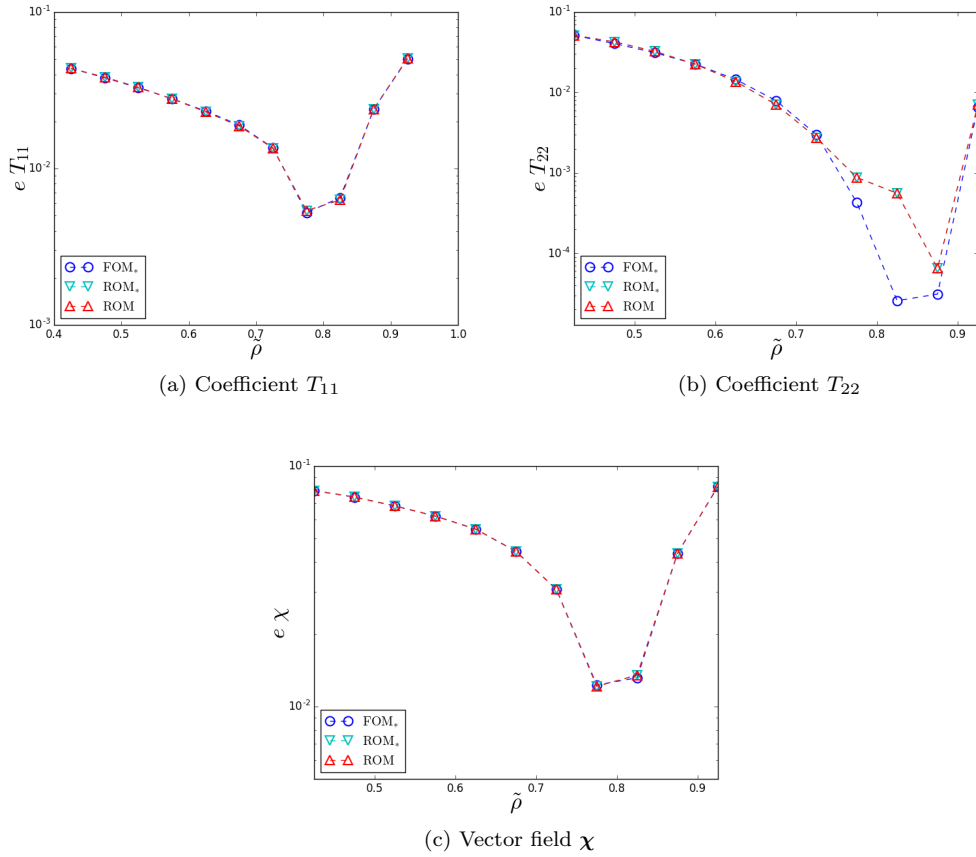 10⁻¹
10⁻²
10⁻³
e T₁₁
FOM*
ROM*
ROM
0.4 0.5 0.6 0.7 0.8 0.9 1.0
ρ̃
(a) Coefficient T₁₁
10⁻¹
10⁻²
10⁻³
10⁻⁴
e T₂₂
FOM*
ROM*
ROM
0.5 0.6 0.7 0.8 0.9
ρ̃
(b) Coefficient T₂₂
10⁻¹
10⁻²
e χ
FOM*
ROM*
ROM
0.5 0.6 0.7 0.8 0.9
ρ̃
(c) Vector field χ